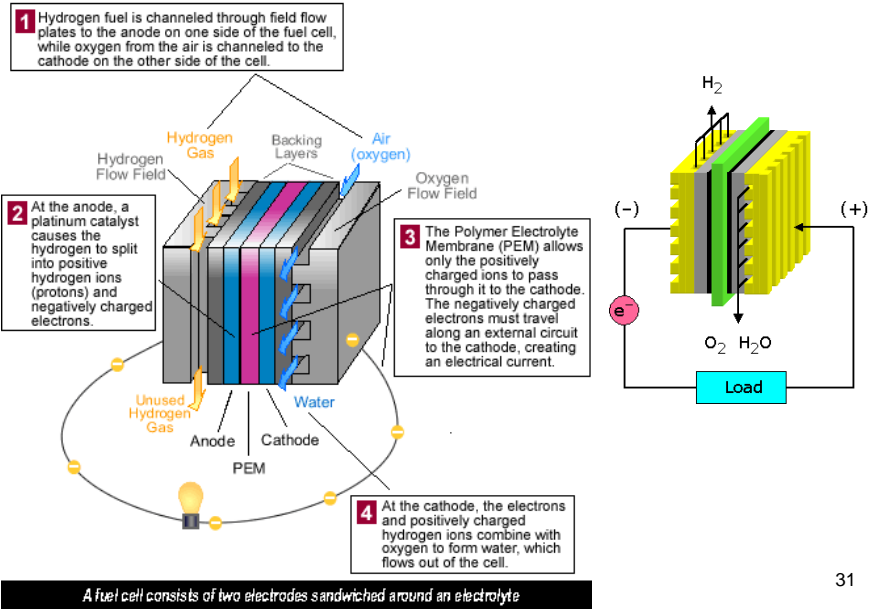 1
Hydrogen fuel is channeled through field flow
plates to the anode on one side of the fuel cell,
while oxygen from the air is channeled to the
cathode on the other side of the cell.
Hydrogen
Gas
Hydrogen
Flow Field
Backing
Layers
Air
(oxygen)
Oxygen
Flow Field
2
At the anode, a
platinum catalyst
causes the
hydrogen to split
into positive
hydrogen ions
(protons) and
negatively charged
electrons.
3
The Polymer Electrolyte
Membrane (PEM) allows
only the positively
charged ions to pass
through it to the cathode.
The negatively charged
electrons must travel
along an external circuit
to the cathode, creating
an electrical current.
Unused
Hydrogen
Gas
Anode
PEM
Cathode
Water
4
At the cathode, the electrons
and positively charged
hydrogen ions combine with
oxygen to form water, which
flows out of the cell.
A fuel cell consists of two electrodes sandwiched around an electrolyte
H₂
(–)
(+)
e⁻
O₂ H₂O
Load
31